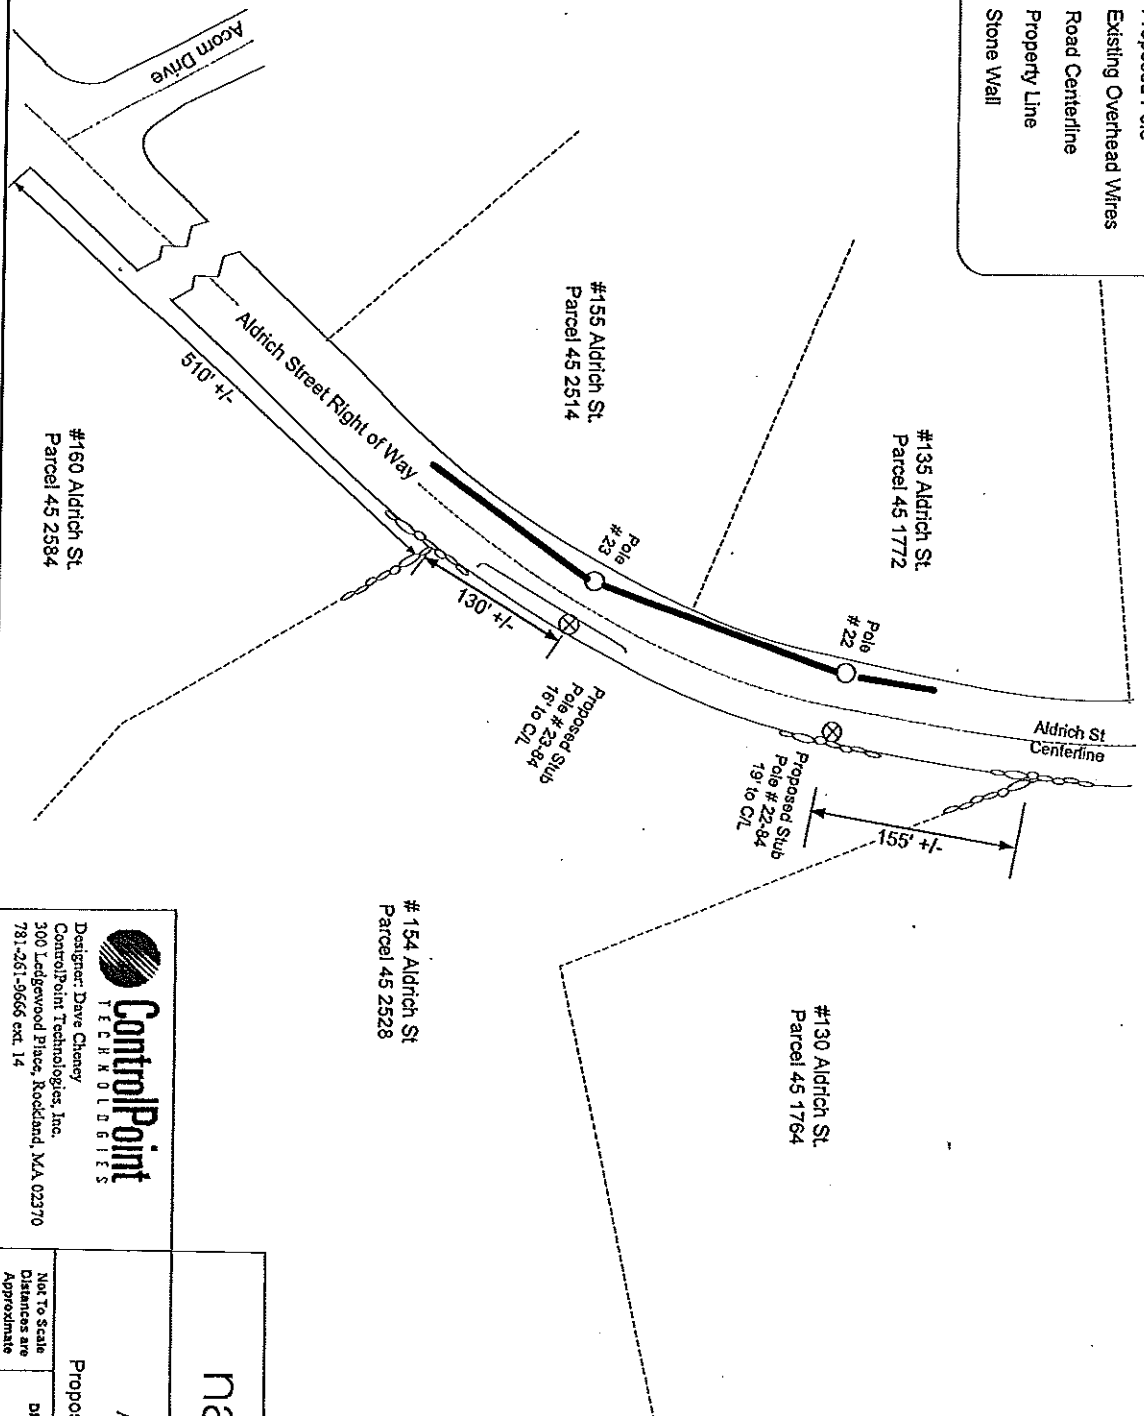 Existing Overhead Wires
Road Centerline
Property Line
Stone Wall
Acorn Drive
#155 Aldrich St.
Parcel 45 2514
#135 Aldrich St.
Parcel 45 1772
Aldrich Street Right of Way
510' +/-
#160 Aldrich St.
Parcel 45 2584
Pole
# 23
Pole
# 22
130' +/-
Proposed Stub
Pole # 23-84
16' to C/L
Proposed Stub
Pole # 22-84
19' to C/L
Aldrich St
Centerline
155' +/-
# 154 Aldrich St
Parcel 45 2528
#130 Aldrich St.
Parcel 45 1764
ControlPoint
TECHNOLOGIES
Designer: Dave Cheney
ControlPoint Technologies, Inc.
300 Ledgewood Place, Rockland, MA 02370
781-261-9666 ext. 14
Not To Scale
Distances are
Approximate
na
Propos